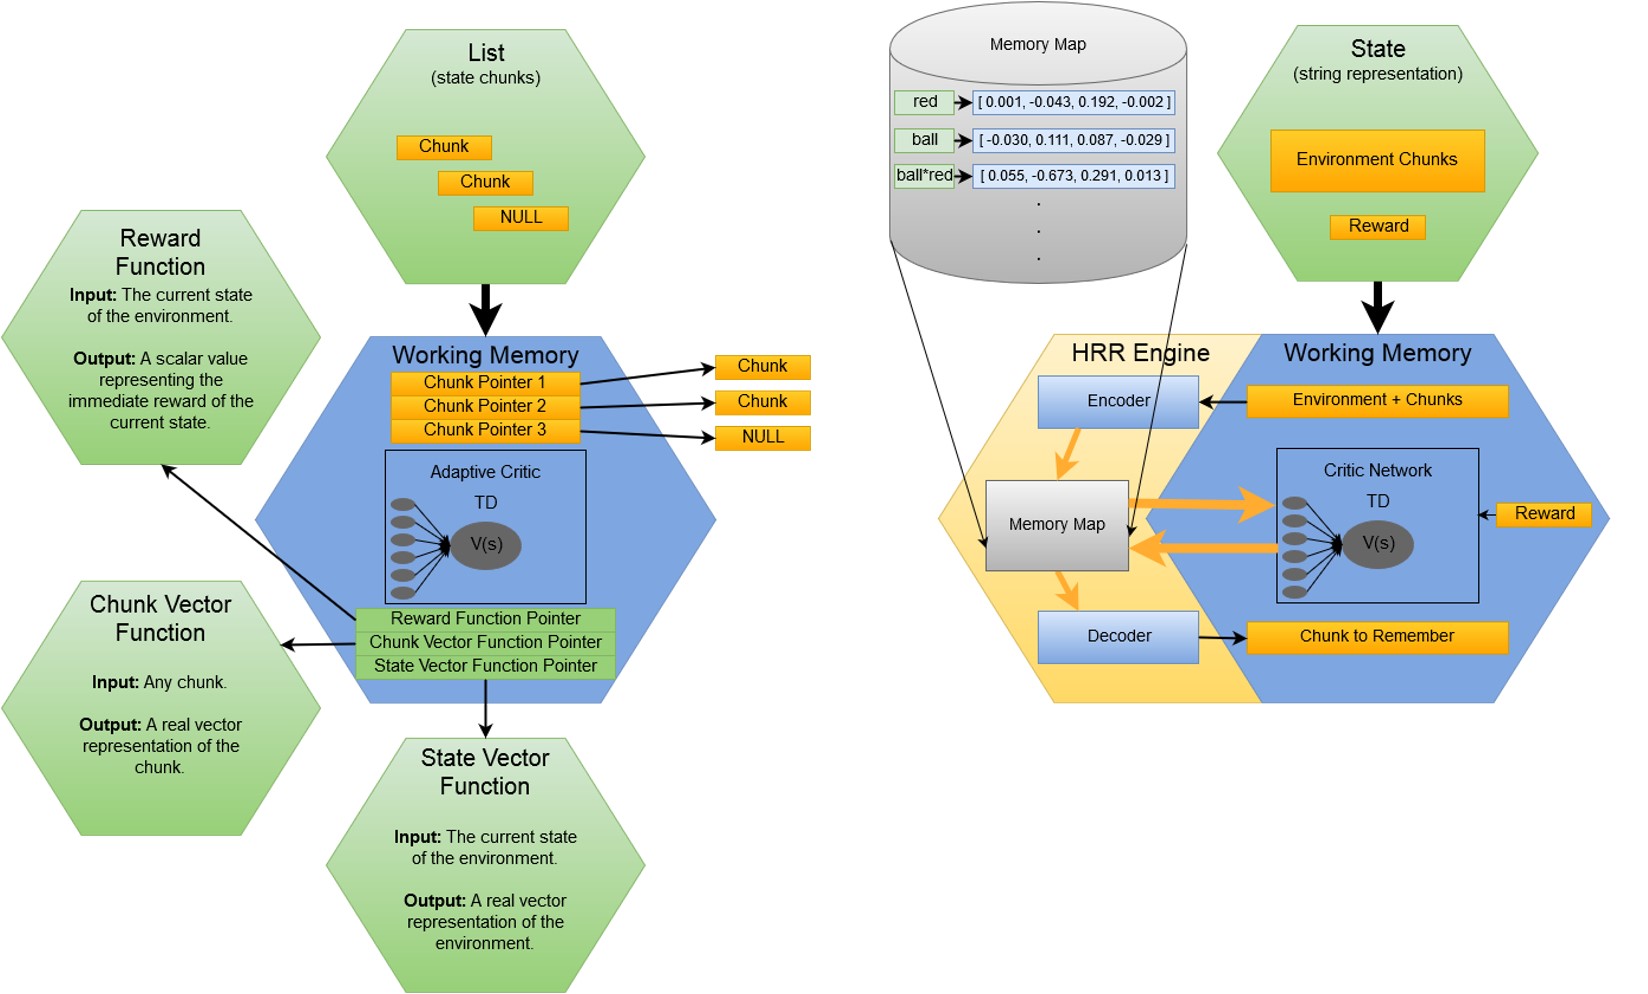 List
(state chunks)
Chunk
Chunk
NULL
Reward
Function
Input: The current state
of the environment.
Output: A scalar value
representing the
immediate reward of the
current state.
Working Memory
Chunk Pointer 1
Chunk Pointer 2
Chunk Pointer 3
Chunk
Chunk
NULL
Adaptive Critic
TD
V(s)
Reward Function Pointer
Chunk Vector Function Pointer
State Vector Function Pointer
Chunk Vector
Function
Input: Any chunk.
Output: A real vector
representation of the
chunk.
State Vector
Function
Input: The current state
of the environment.
Output: A real vector
representation of the
environment.
Memory Map
red
[ 0.001, -0.043, 0.192, -0.002 ]
ball
[ -0.030, 0.111, 0.087, -0.029 ]
ball*red
[ 0.055, -0.673, 0.291, 0.013 ]
.
.
.
State
(string representation)
Environment Chunks
Reward
HRR Engine
Working Memory
Encoder
Environment + Chunks
Memory Map
Critic Network
TD
V(s)
Reward
Decoder
Chunk to Remember